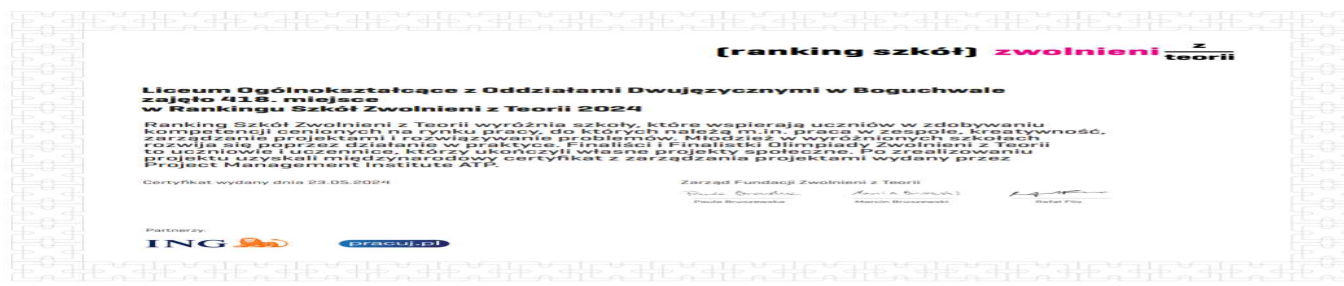 [ranking szkół] zwolnieni z teorii
Liceum Ogólnokształcące z Oddziałami Dwujęzycznymi w Boguchwale
zajęło 418. miejsce
w Rankingu Szkół Zwolnieni z Teorii 2024
Ranking Szkół Zwolnieni z Teorii wyróżnia szkoły, które wspierają uczniów w zdobywaniu
kompetencji cenionych na rynku pracy, do których należą m.in. praca w zespole, kreatywność,
zarządzanie projektami i rozwiązywanie problemów. Młodzież w wyróżnionych szkołach
rozwija się poprzez działanie w praktyce. Finaliści i Finalistki Olimpiady Zwolnieni z Teorii
to uczniowie i uczennice, którzy ukończyli własne projekty społeczne. Po zrealizowaniu
projektu uzyskali międzynarodowy certyfikat z zarządzania projektami wydany przez
Project Management Institute ATP.
Certyfikat wydany dnia 23.05.2024
Zarząd Fundacji Zwolnieni z Teorii
Paula Bruszewska
Marcin Bruszewski
Rafał Flis
Partnerzy:
ING
pracuj.pl